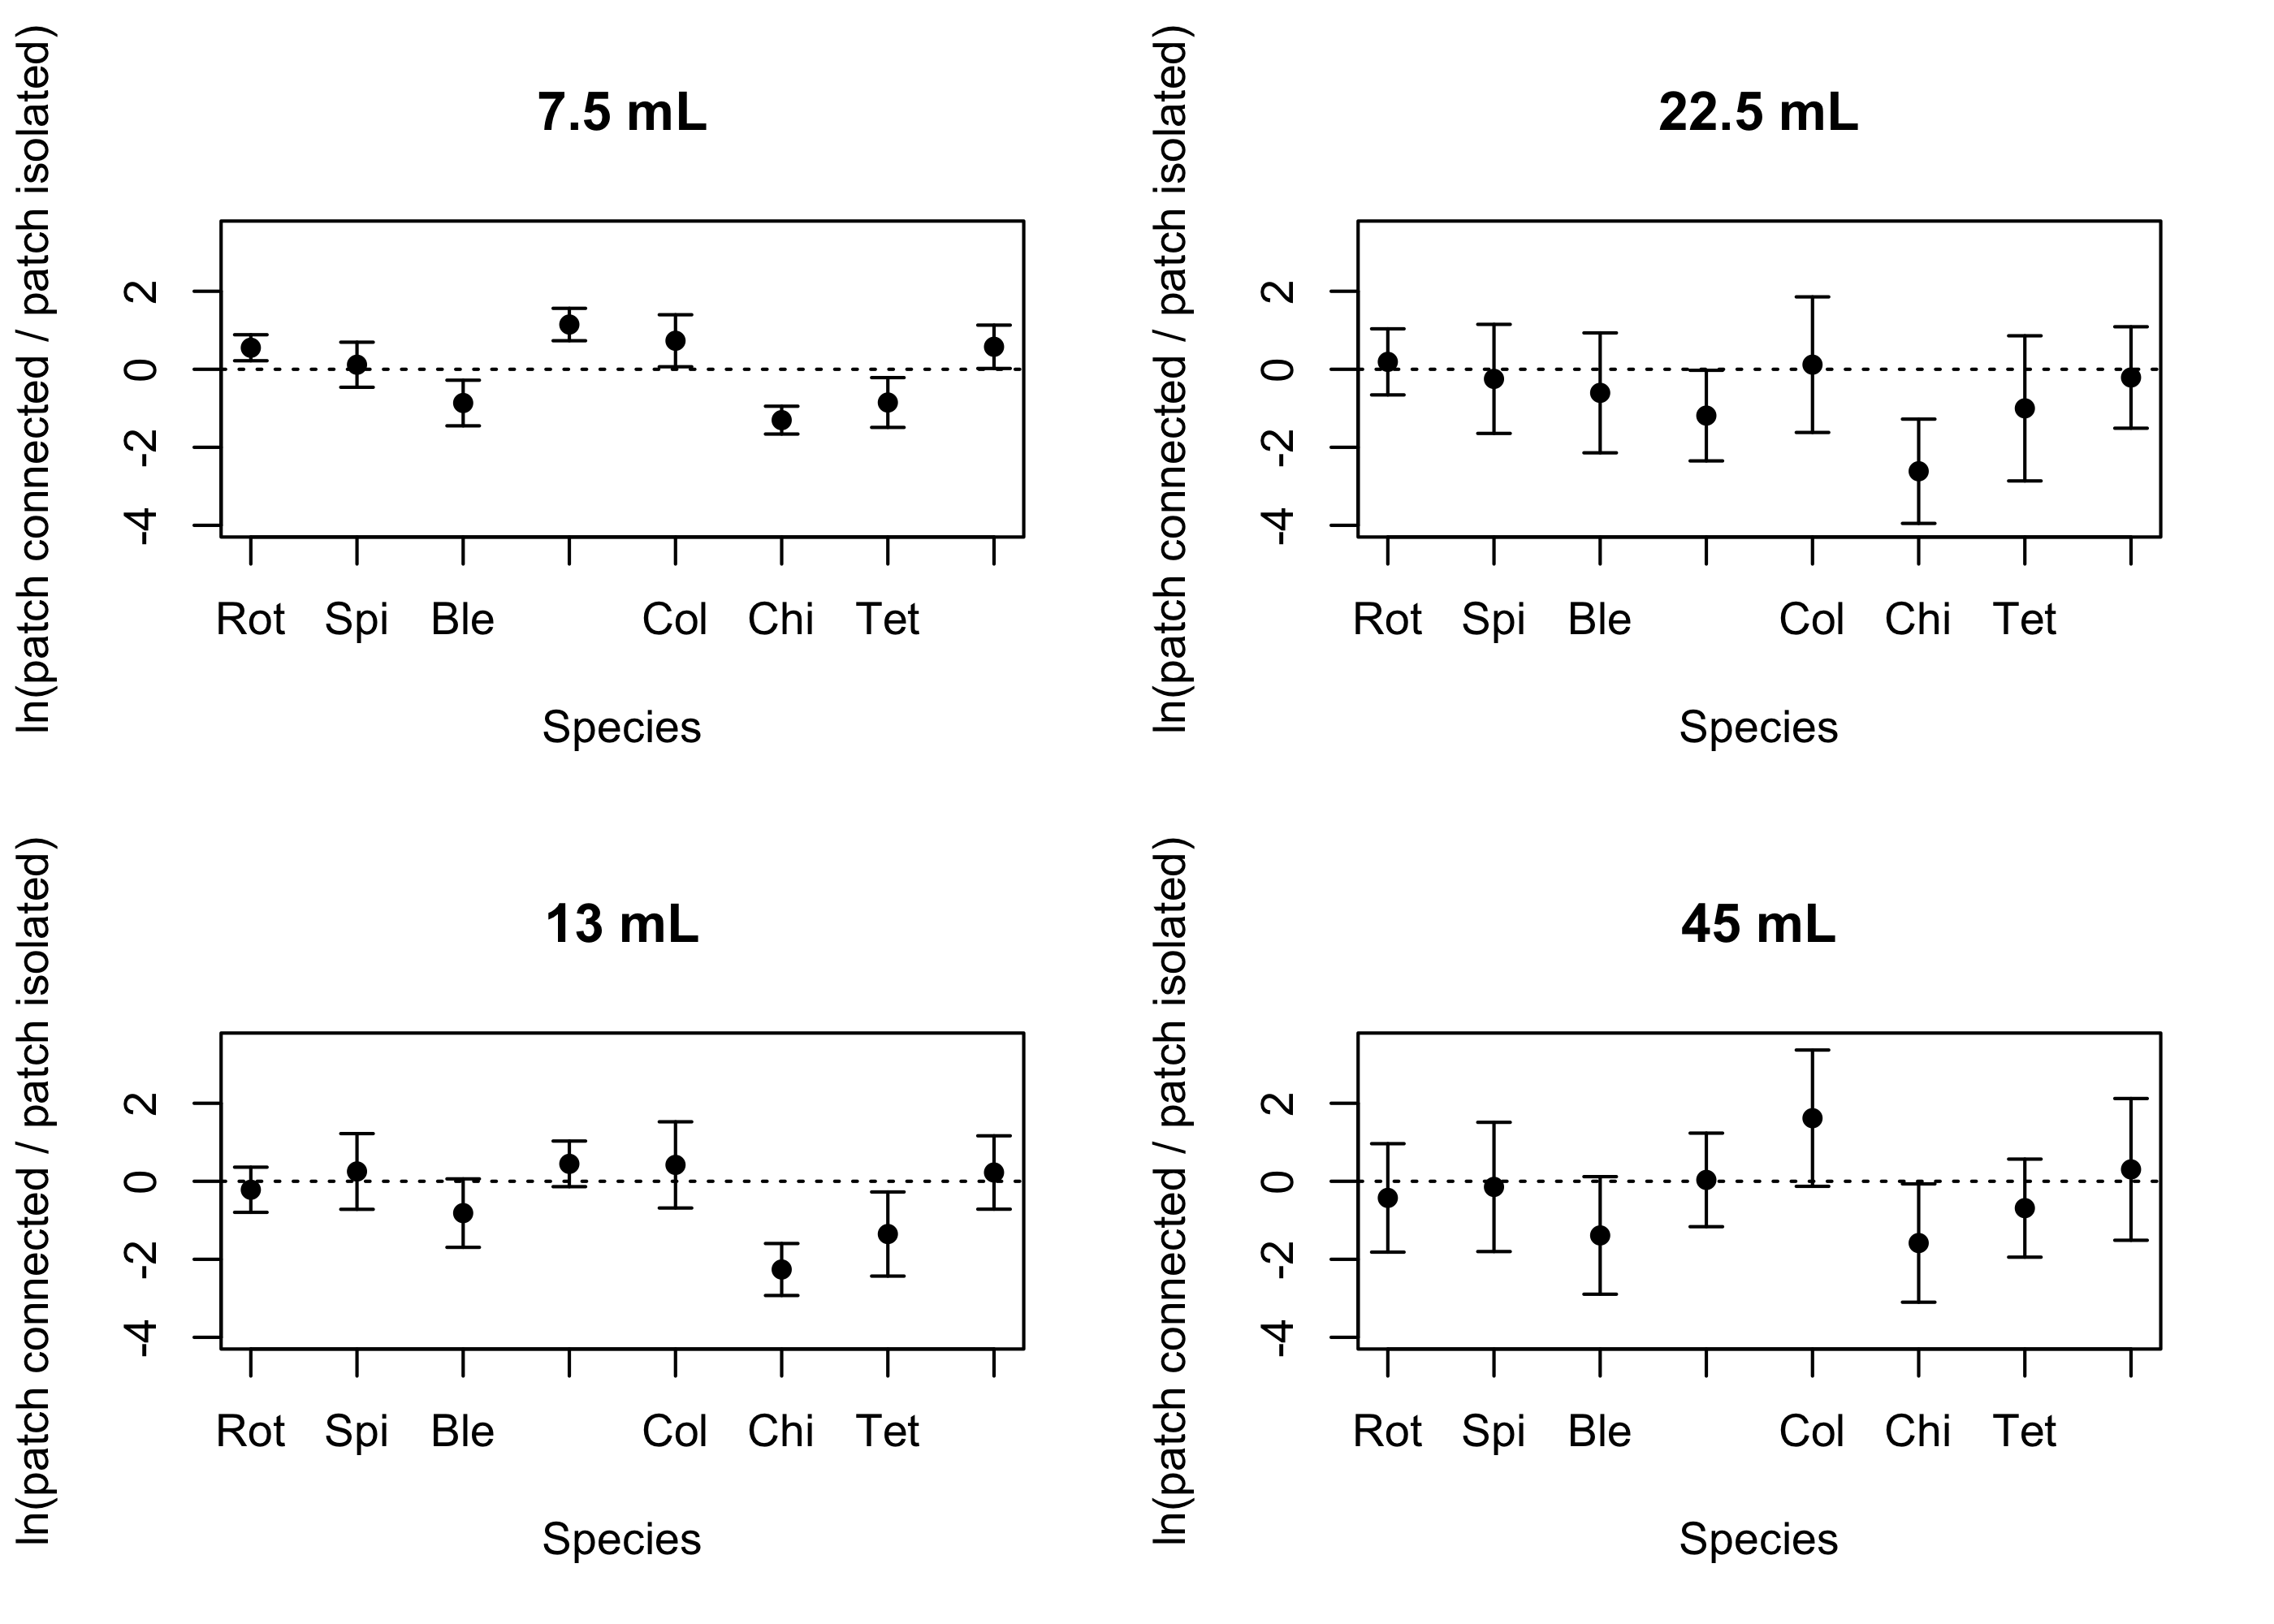 7.5 mL
ln(patch connected / patch isolated)
2
0
-2
-4
Rot Spi Ble Col Chi Tet
Species
22.5 mL
ln(patch connected / patch isolated)
2
0
-2
-4
Rot Spi Ble Col Chi Tet
Species
13 mL
ln(patch connected / patch isolated)
2
0
-2
-4
Rot Spi Ble Col Chi Tet
Species
45 mL
ln(patch connected / patch isolated)
2
0
-2
-4
Rot Spi Ble Col Chi Tet
Species